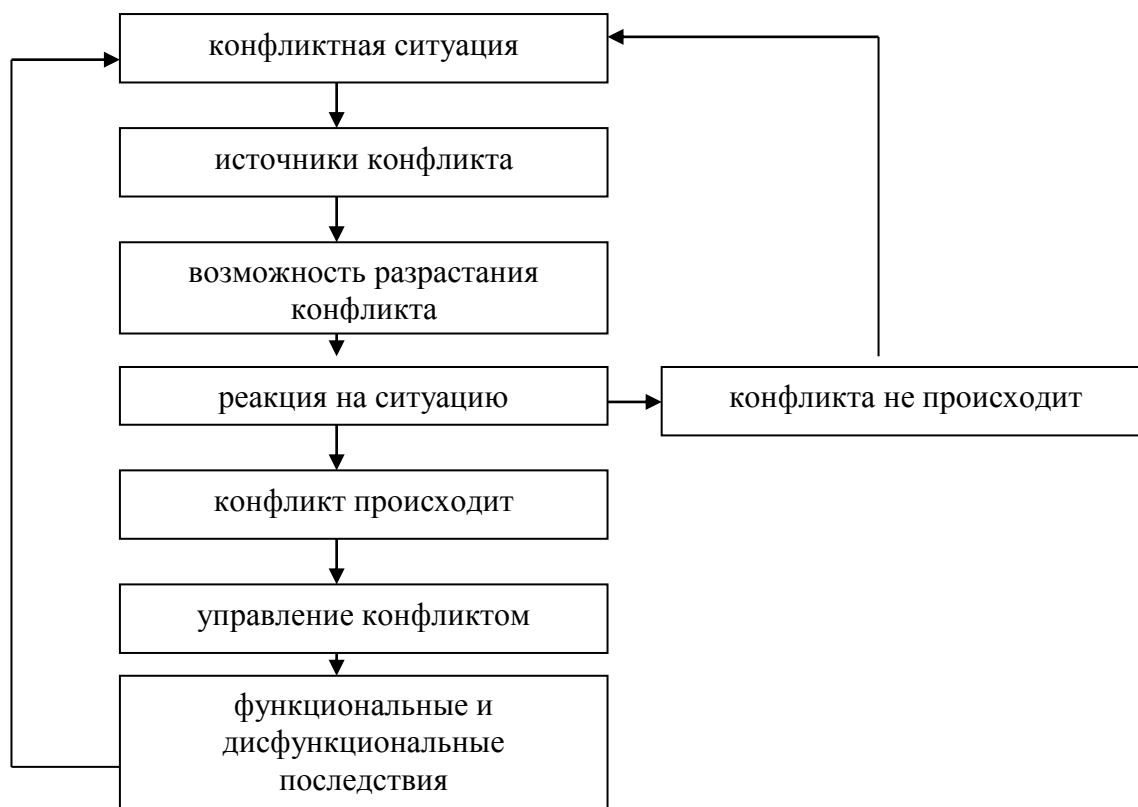 конфликтная ситуация
источники конфликта
возможность разрастания
конфликта
реакция на ситуацию
конфликта не происходит
конфликт происходит
управление конфликтом
функциональные и
дисфункциональные
последствия